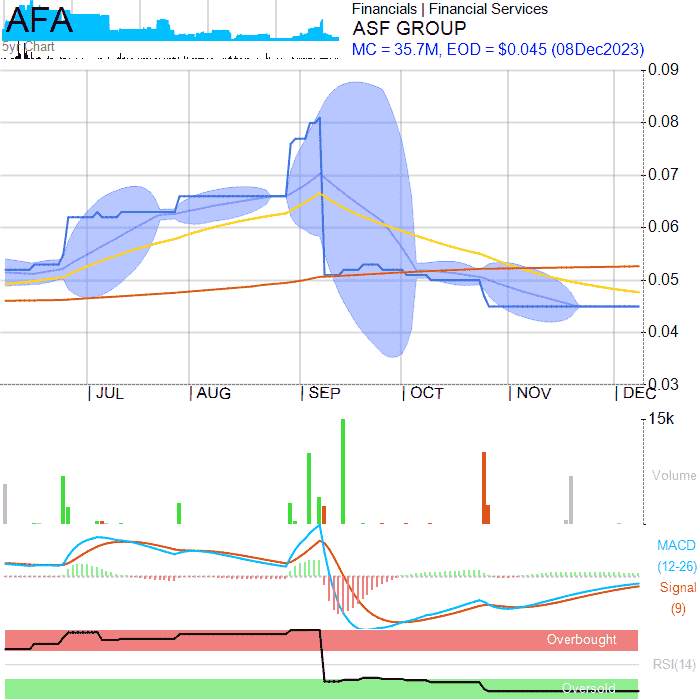 AFA
5yr Chart
Financials | Financial Services
ASF GROUP
MC = 35.7M, EOD = $0.045 (08Dec2023)
0.09
0.08
0.07
0.06
0.05
0.04
0.03
JUL AUG SEP OCT NOV DEC
15k
Volume
MACD
(12-26)
Signal
(9)
Overbought
RSI(14)
Oversold